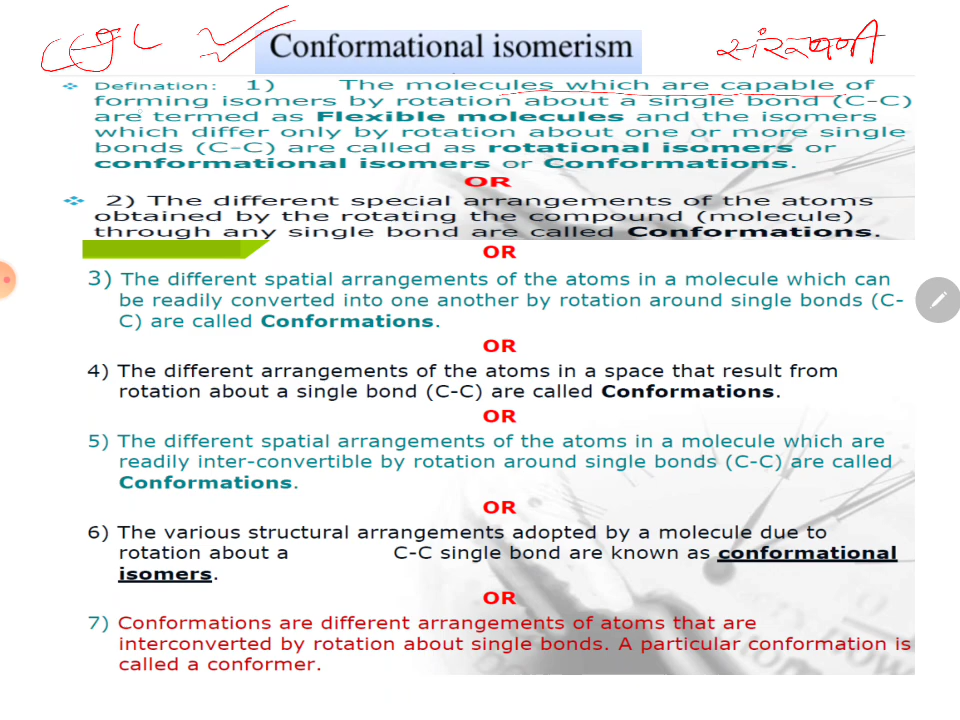 Conformational isomerism
Defination: 1) The molecules which are capable of
forming isomers by rotation about a single bond (C-C)
are termed as Flexible molecules and the isomers
which differ only by rotation about one or more single
bonds (C-C) are called as rotational isomers or
conformational isomers or Conformations.
OR
2) The different special arrangements of the atoms
obtained by the rotating the compound (molecule)
through any single bond are called Conformations.
OR
3) The different spatial arrangements of the atoms in a molecule which can
be readily converted into one another by rotation around single bonds (C-
C) are called Conformations.
OR
4) The different arrangements of the atoms in a space that result from
rotation about a single bond (C-C) are called Conformations.
OR
5) The different spatial arrangements of the atoms in a molecule which are
readily inter-convertible by rotation around single bonds (C-C) are called
Conformations.
OR
6) The various structural arrangements adopted by a molecule due to
rotation about a C-C single bond are known as conformational
isomers.
OR
7) Conformations are different arrangements of atoms that are
interconverted by rotation about single bonds. A particular conformation is
called a conformer.